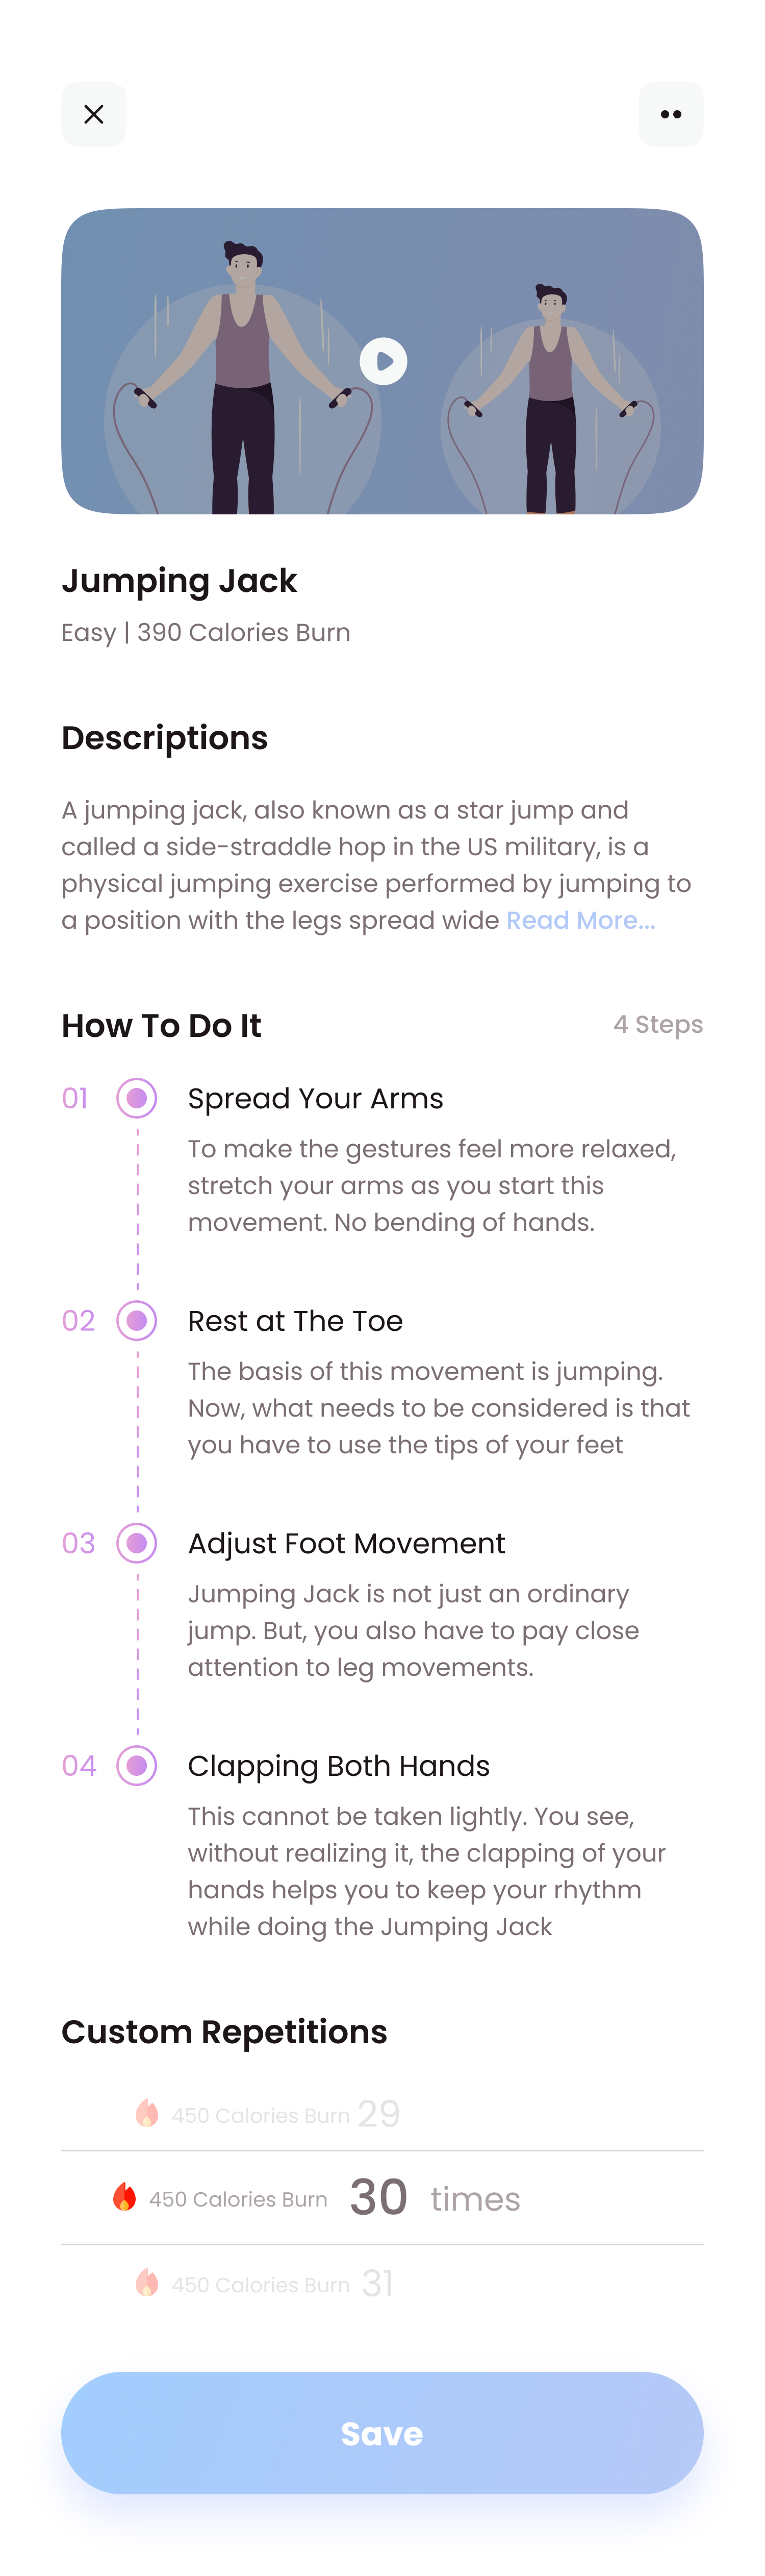 Jumping Jack
Easy | 390 Calories Burn
Descriptions
A jumping jack, also known as a star jump and
called a side-straddle hop in the US military, is a
physical jumping exercise performed by jumping to
a position with the legs spread wide Read More...
How To Do It 4 Steps
01 Spread Your Arms
To make the gestures feel more relaxed,
stretch your arms as you start this
movement. No bending of hands.
02 Rest at The Toe
The basis of this movement is jumping.
Now, what needs to be considered is that
you have to use the tips of your feet
03 Adjust Foot Movement
Jumping Jack is not just an ordinary
jump. But, you also have to pay close
attention to leg movements.
04 Clapping Both Hands
This cannot be taken lightly. You see,
without realizing it, the clapping of your
hands helps you to keep your rhythm
while doing the Jumping Jack
Custom Repetitions
450 Calories Burn 29
450 Calories Burn 30 times
450 Calories Burn 31
Save